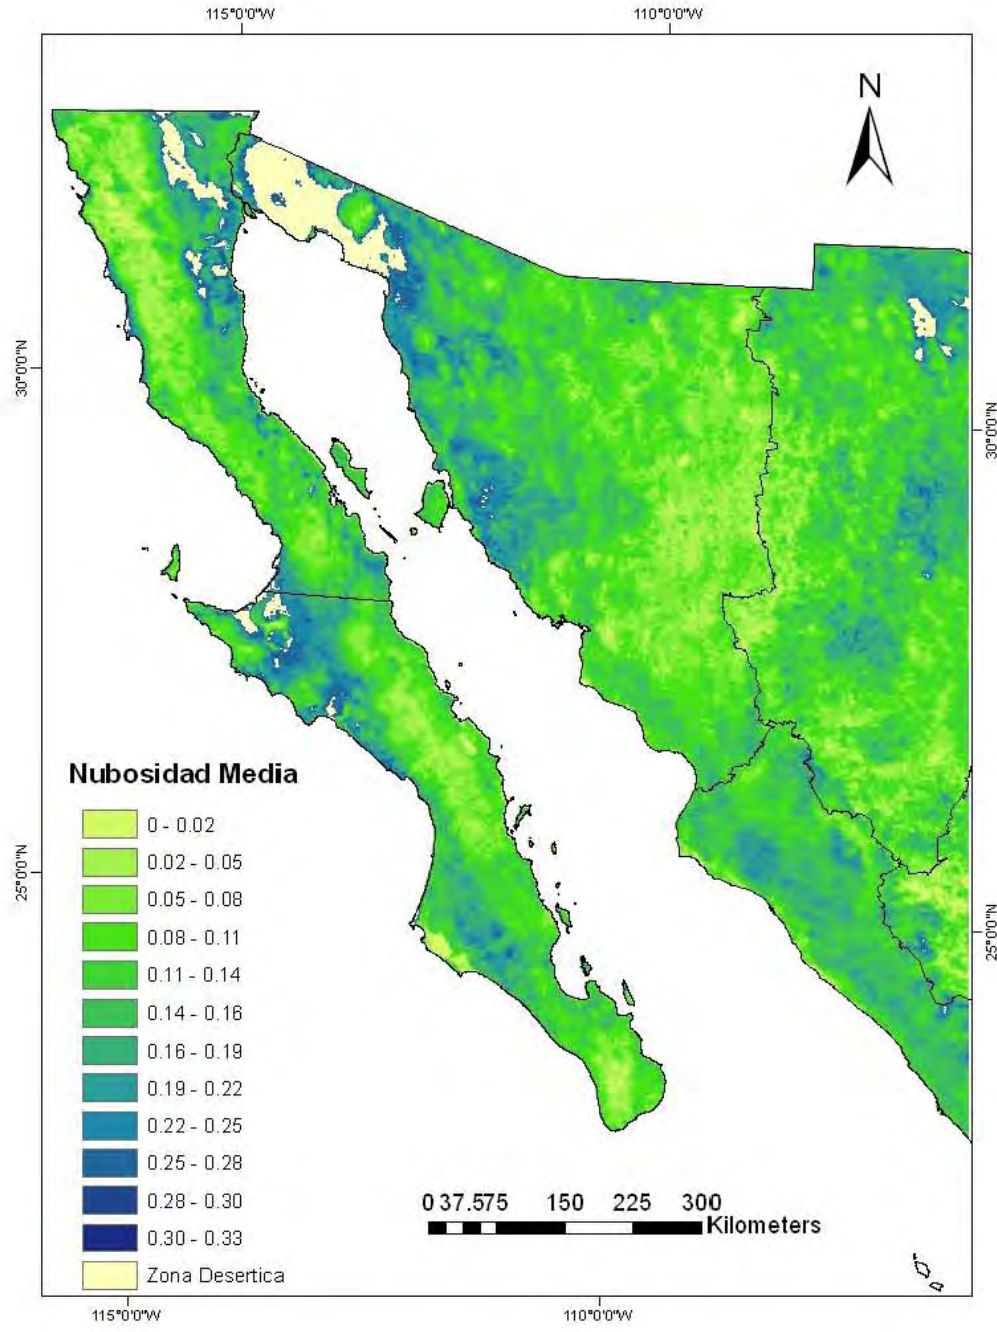 115°0'0"W
110°0'0"W
N
30°0'0"N
30°0'0"N
25°0'0"N
25°0'0"N
Nubosidad Media
0 - 0.02
0.02 - 0.05
0.05 - 0.08
0.08 - 0.11
0.11 - 0.14
0.14 - 0.16
0.16 - 0.19
0.19 - 0.22
0.22 - 0.25
0.25 - 0.28
0.28 - 0.30
0.30 - 0.33
Zona Desertica
0 37.575 150 225 300
Kilometers
115°0'0"W
110°0'0"W